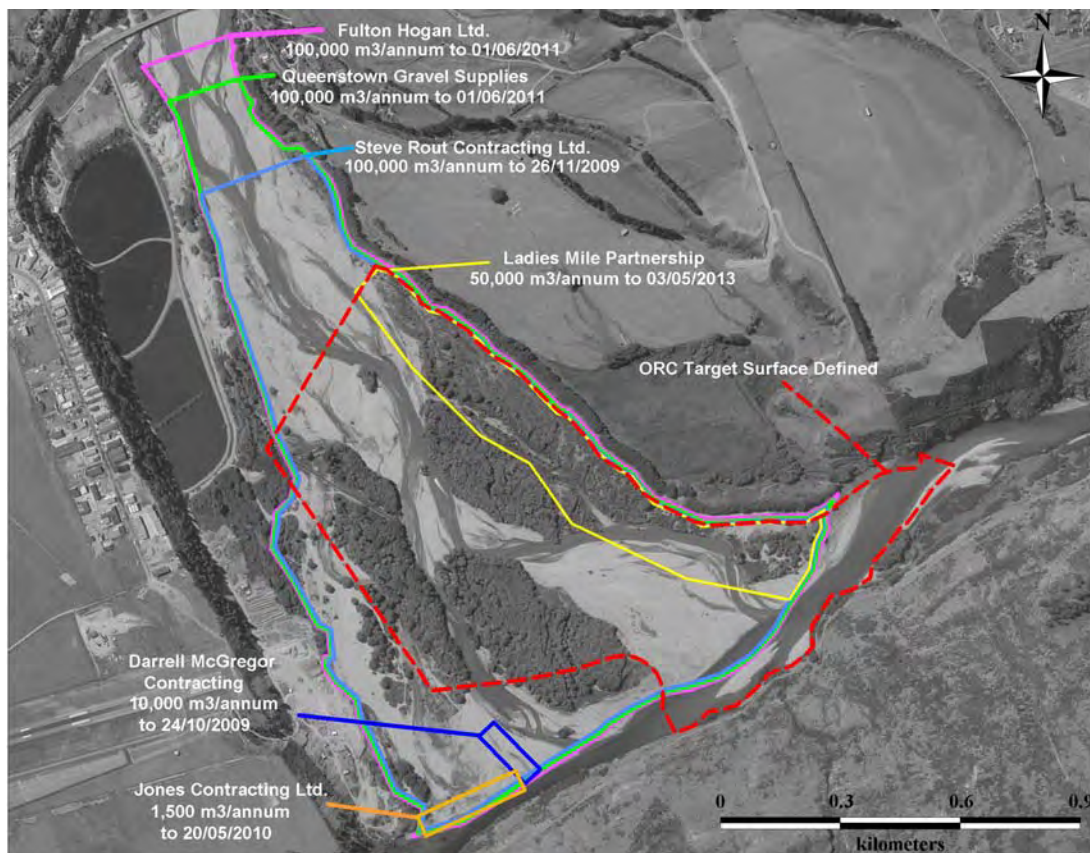 Fulton Hogan Ltd.
100,000 m3/annum to 01/06/2011
N
Queenstown Gravel Supplies
100,000 m3/annum to 01/06/2011
Steve Rout Contracting Ltd.
100,000 m3/annum to 26/11/2009
Ladies Mile Partnership
50,000 m3/annum to 03/05/2013
ORC Target Surface Defined
Darrell McGregor
Contracting
10,000 m3/annum
to 24/10/2009
Jones Contracting Ltd.
1,500 m3/annum
to 20/05/2010
0 0.3 0.6 0.9
kilometers